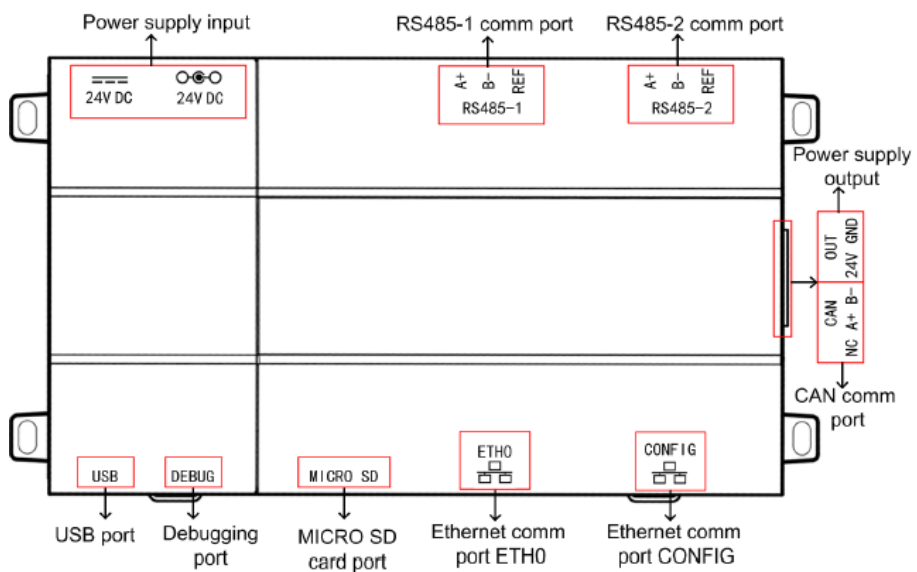 Power supply input
RS485-1 comm port
RS485-2 comm port
24V DC
24V DC
A+ B- REF
RS485-1
A+ B- REF
RS485-2
Power supply
output
OUT
24V GND
CAN
NC A+ B-
CAN comm
port
USB
DEBUG
MICRO SD
ETH0
CONFIG
USB port
Debugging
port
MICRO SD
card port
Ethernet comm
port ETH0
Ethernet comm
port CONFIG